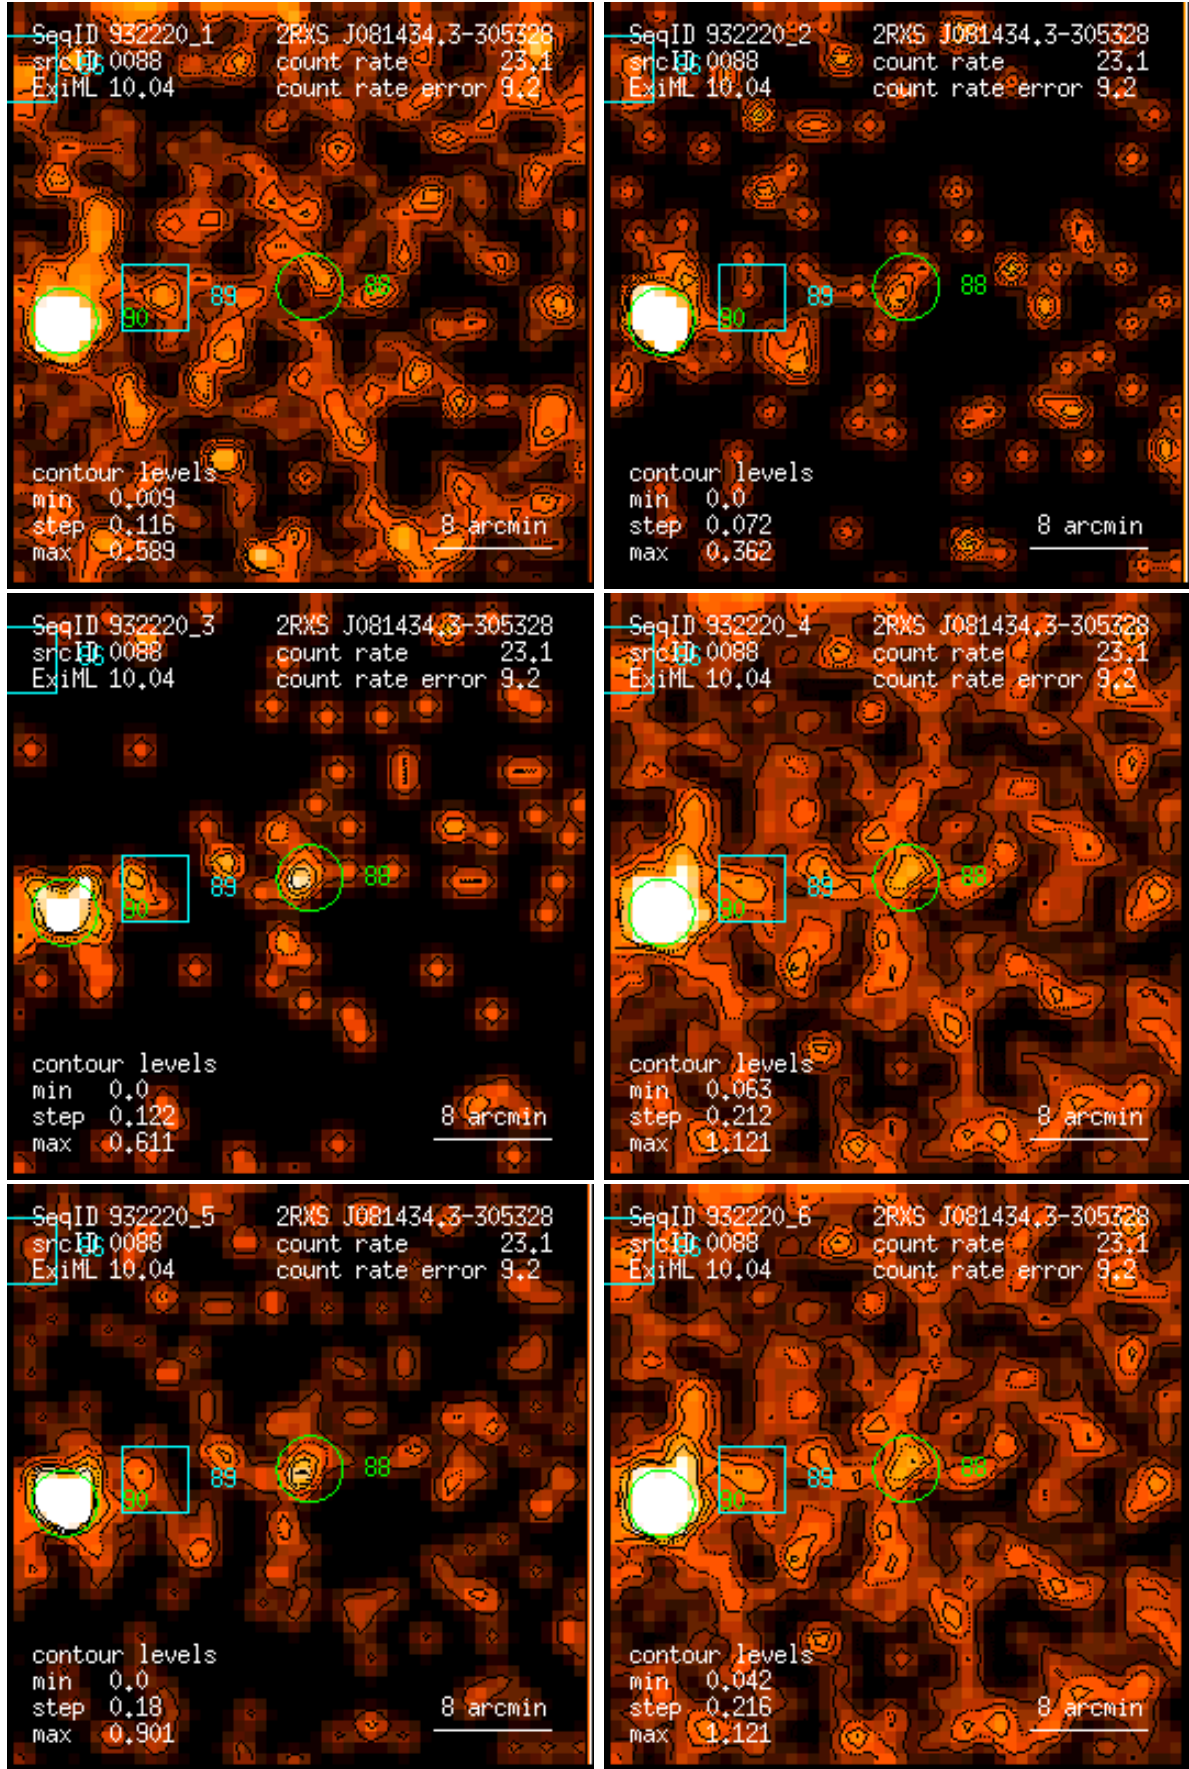 SeqID 932220_1 2RXS J081434.3-305328
srcID 0088 count rate 23.1
ExiML 10.04 count rate error 9.2
86
88
89
90
contour levels
min 0.009
step 0.116 8 arcmin
max 0.589
SeqID 932220_2 2RXS J081434.3-305328
srcID 0088 count rate 23.1
ExiML 10.04 count rate error 9.2
86
88
89
90
contour levels
min 0.0
step 0.072 8 arcmin
max 0.362
SeqID 932220_3 2RXS J081434.3-305328
srcID 0088 count rate 23.1
ExiML 10.04 count rate error 9.2
86
88
89
90
contour levels
min 0.0
step 0.122 8 arcmin
max 0.611
SeqID 932220_4 2RXS J081434.3-305328
srcID 0088 count rate 23.1
ExiML 10.04 count rate error 9.2
86
88
89
90
contour levels
min 0.063
step 0.212 8 arcmin
max 1.121
SeqID 932220_5 2RXS J081434.3-305328
srcID 0088 count rate 23.1
ExiML 10.04 count rate error 9.2
86
88
89
90
contour levels
min 0.0
step 0.18 8 arcmin
max 0.901
SeqID 932220_6 2RXS J081434.3-305328
srcID 0088 count rate 23.1
ExiML 10.04 count rate error 9.2
86
88
89
90
contour levels
min 0.042
step 0.216 8 arcmin
max 1.121